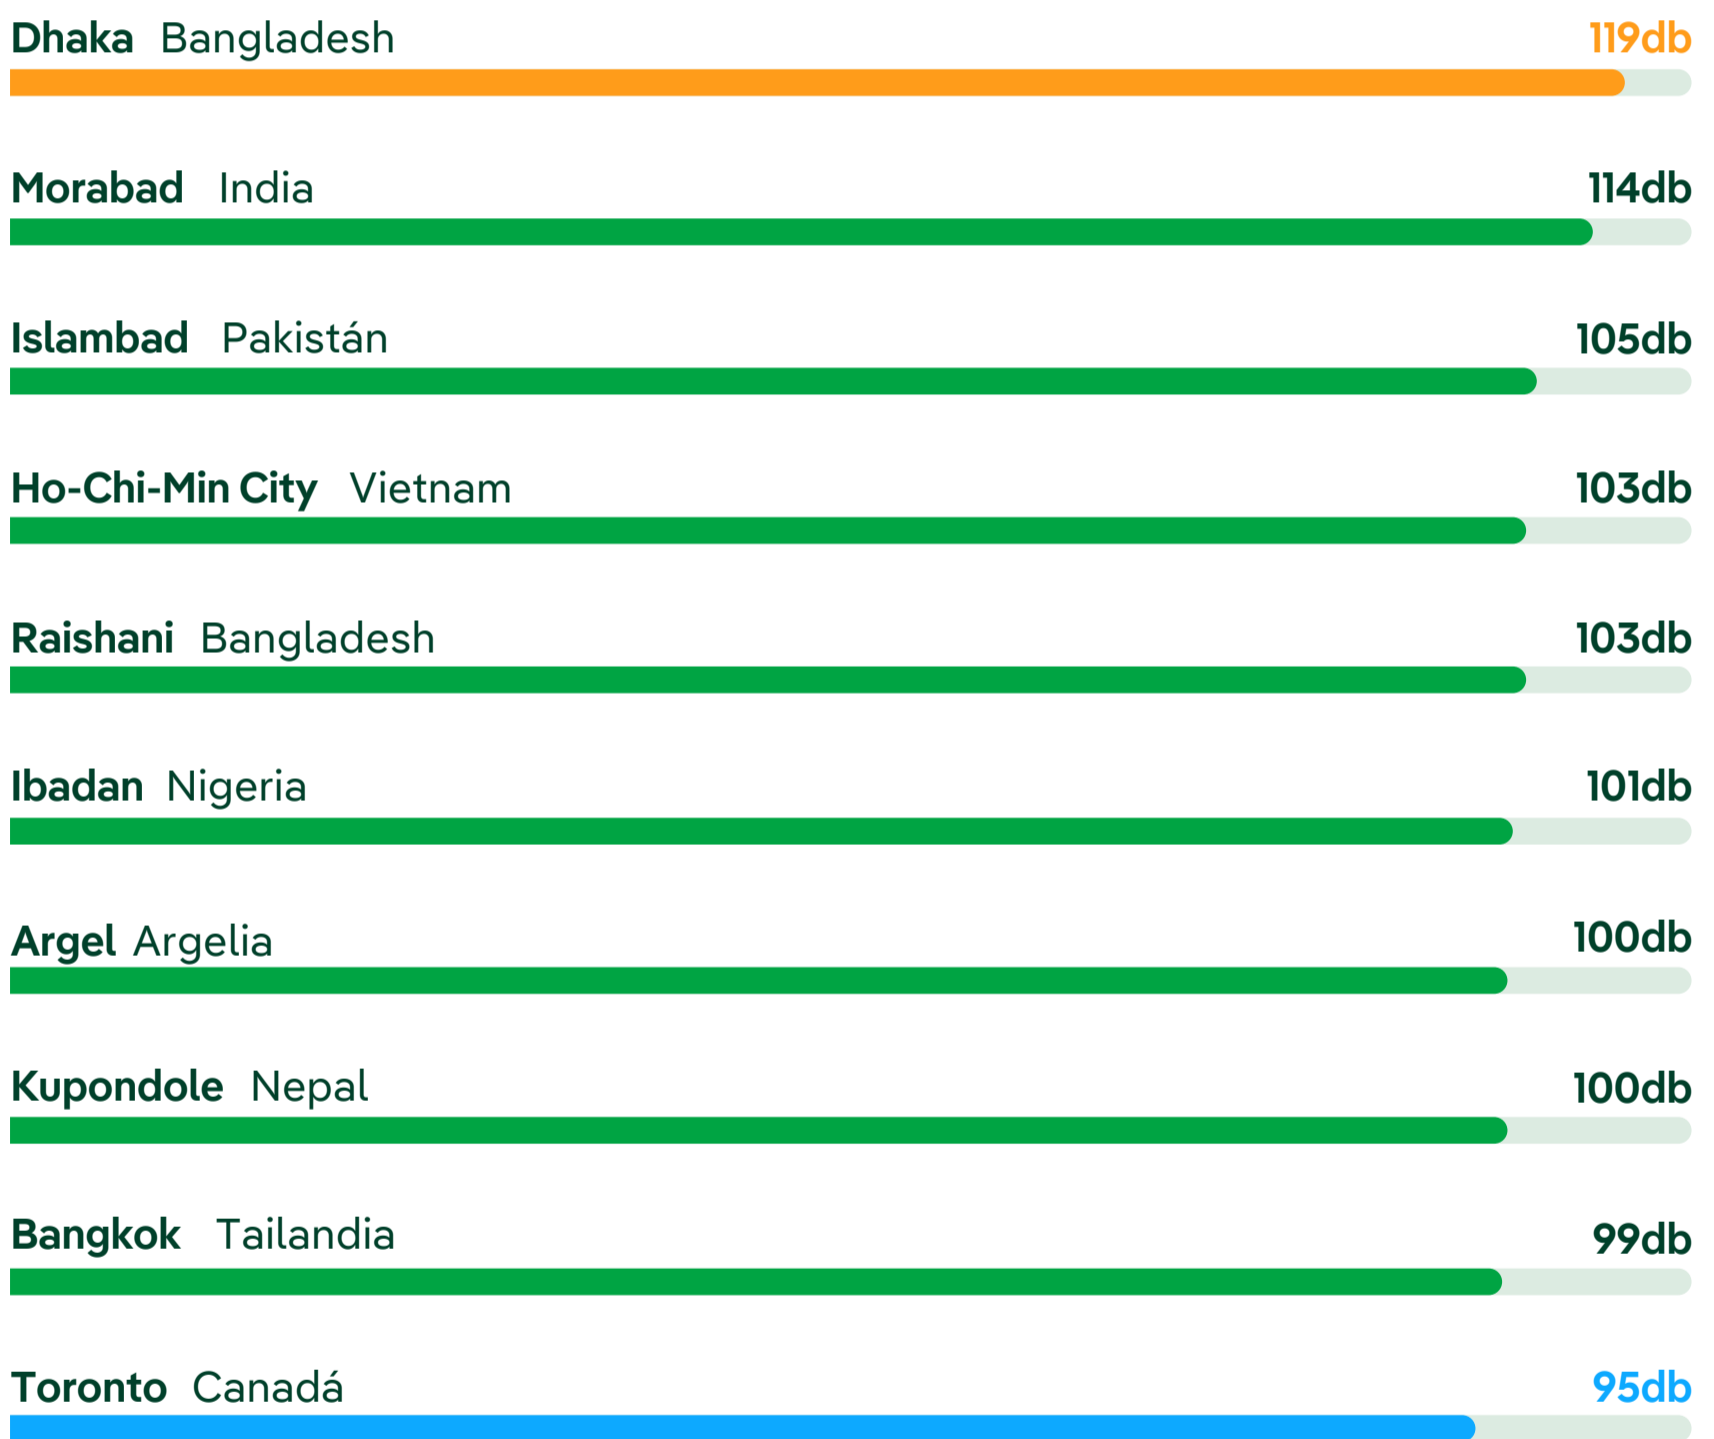 Dhaka Bangladesh 119db
Morabad India 114db
Islambad Pakistán 105db
Ho-Chi-Min City Vietnam 103db
Raishani Bangladesh 103db
Ibadan Nigeria 101db
Argel Argelia 100db
Kupondole Nepal 100db
Bangkok Tailandia 99db
Toronto Canadá 95db